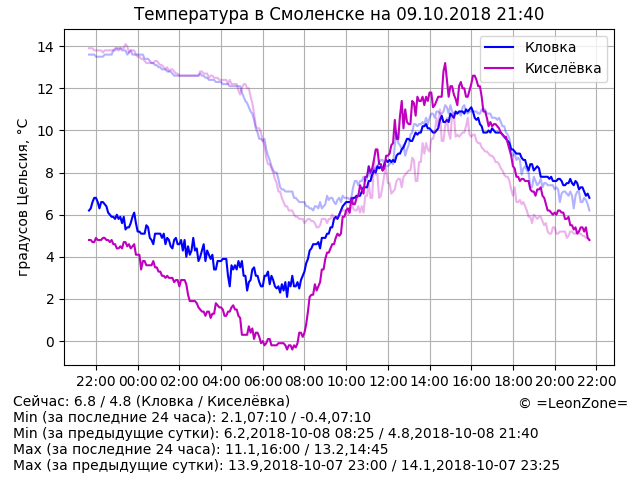 Температура в Смоленске на 09.10.2018 21:40
Кловка
Киселёвка
градусов Цельсия, °C
14
12
10
8
6
4
2
0
22:00 00:00 02:00 04:00 06:00 08:00 10:00 12:00 14:00 16:00 18:00 20:00 22:00
Сейчас: 6.8 / 4.8 (Кловка / Киселёвка)
© =LeonZone=
Min (за последние 24 часа): 2.1,07:10 / -0.4,07:10
Min (за предыдущие сутки): 6.2,2018-10-08 08:25 / 4.8,2018-10-08 21:40
Max (за последние 24 часа): 11.1,16:00 / 13.2,14:45
Max (за предыдущие сутки): 13.9,2018-10-07 23:00 / 14.1,2018-10-07 23:25